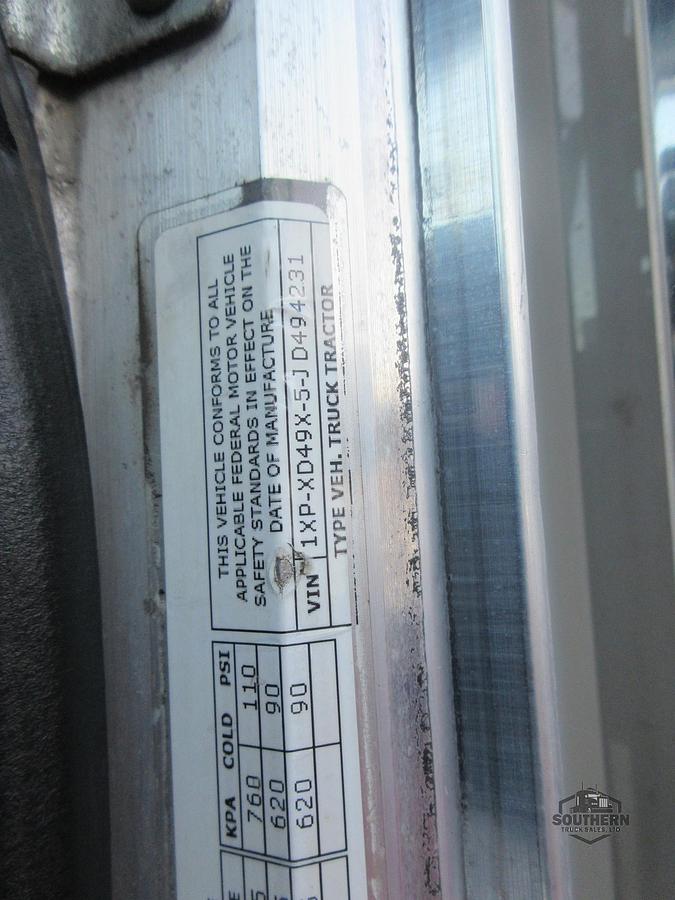 THIS VEHICLE CONFORMS TO ALL
APPLICABLE FEDERAL MOTOR VEHICLE
SAFETY STANDARDS IN EFFECT ON THE
DATE OF MANUFACTURE
VIN 1XP-XD49X-5-JD494231
TYPE VEH. TRUCK TRACTOR
KPA COLD PSI
760 110
620 90
620 90
SOUTHERN
TRUCK SALES, LTD